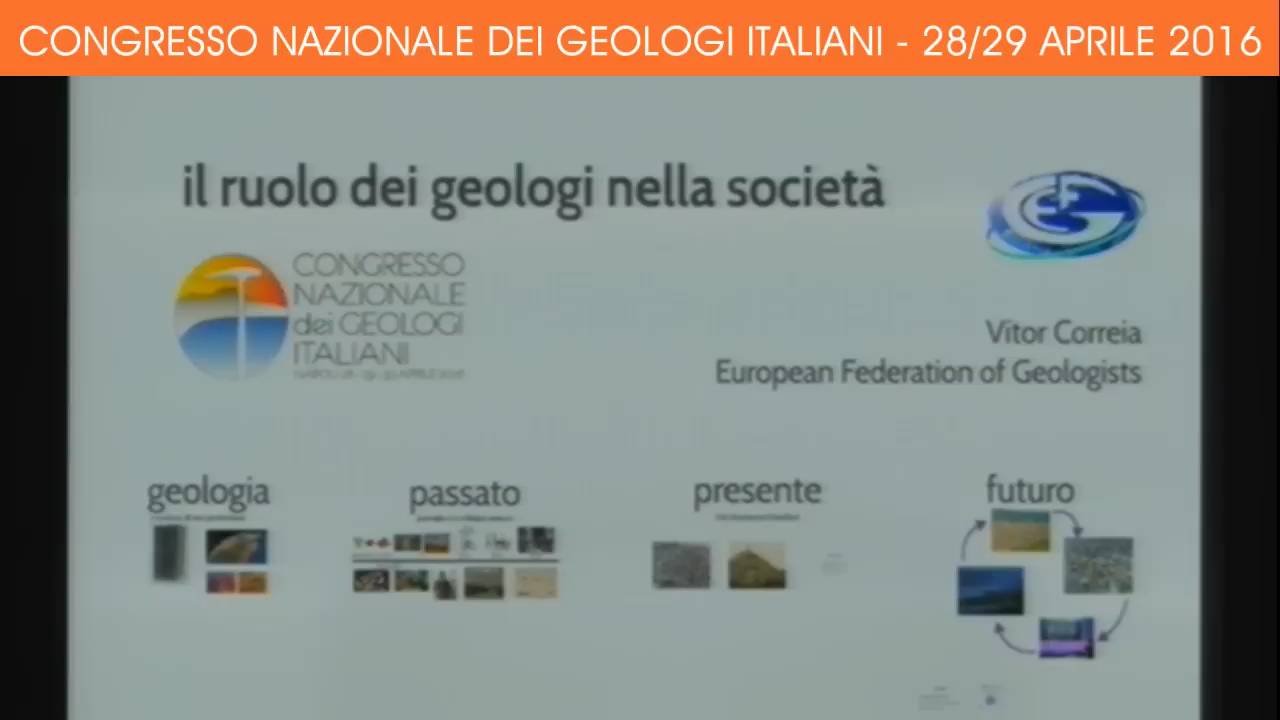 CONGRESSO NAZIONALE DEI GEOLOGI ITALIANI - 28/29 APRILE 2016
il ruolo dei geologi nella società
CONGRESSO
NAZIONALE
dei GEOLOGI
ITALIANI
Vítor Correia
European Federation of Geologists
geologia
passato
presente
futuro